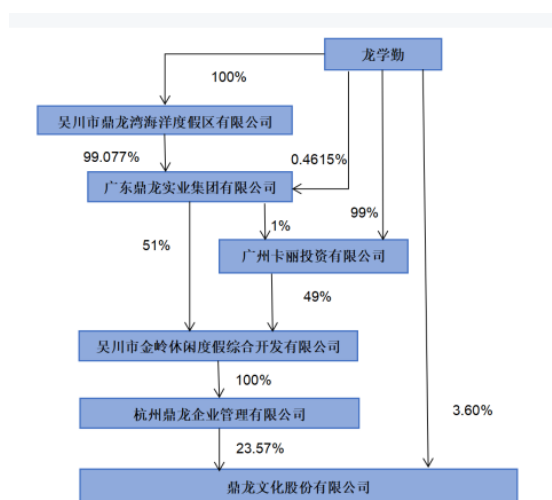 龙学勤
100%
吴川市鼎龙湾海洋度假区有限公司
99.077%
0.4615%
广东鼎龙实业集团有限公司
1%
99%
51%
广州卡丽投资有限公司
49%
吴川市金岭休闲度假综合开发有限公司
100%
杭州鼎龙企业管理有限公司
3.60%
23.57%
鼎龙文化股份有限公司